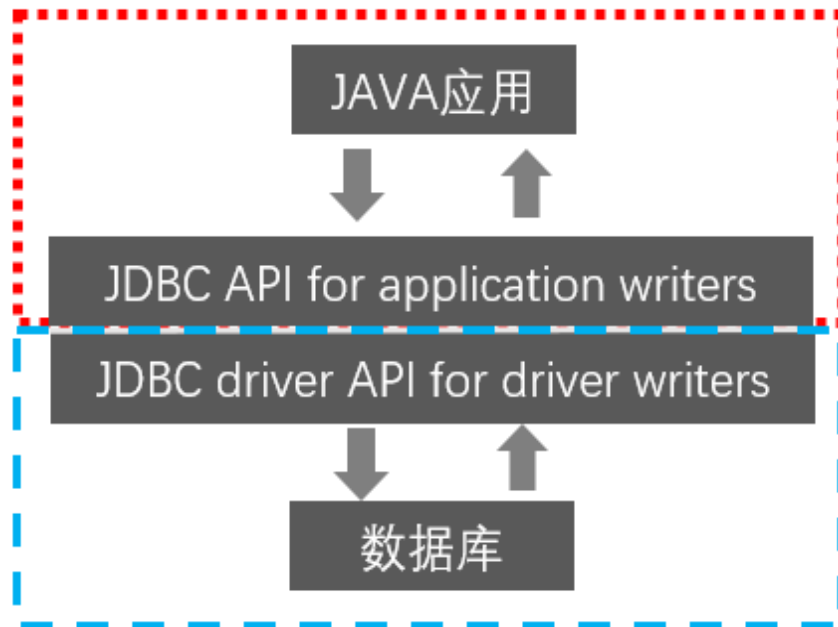 JAVA应用
JDBC API for application writers
JDBC driver API for driver writers
数据库